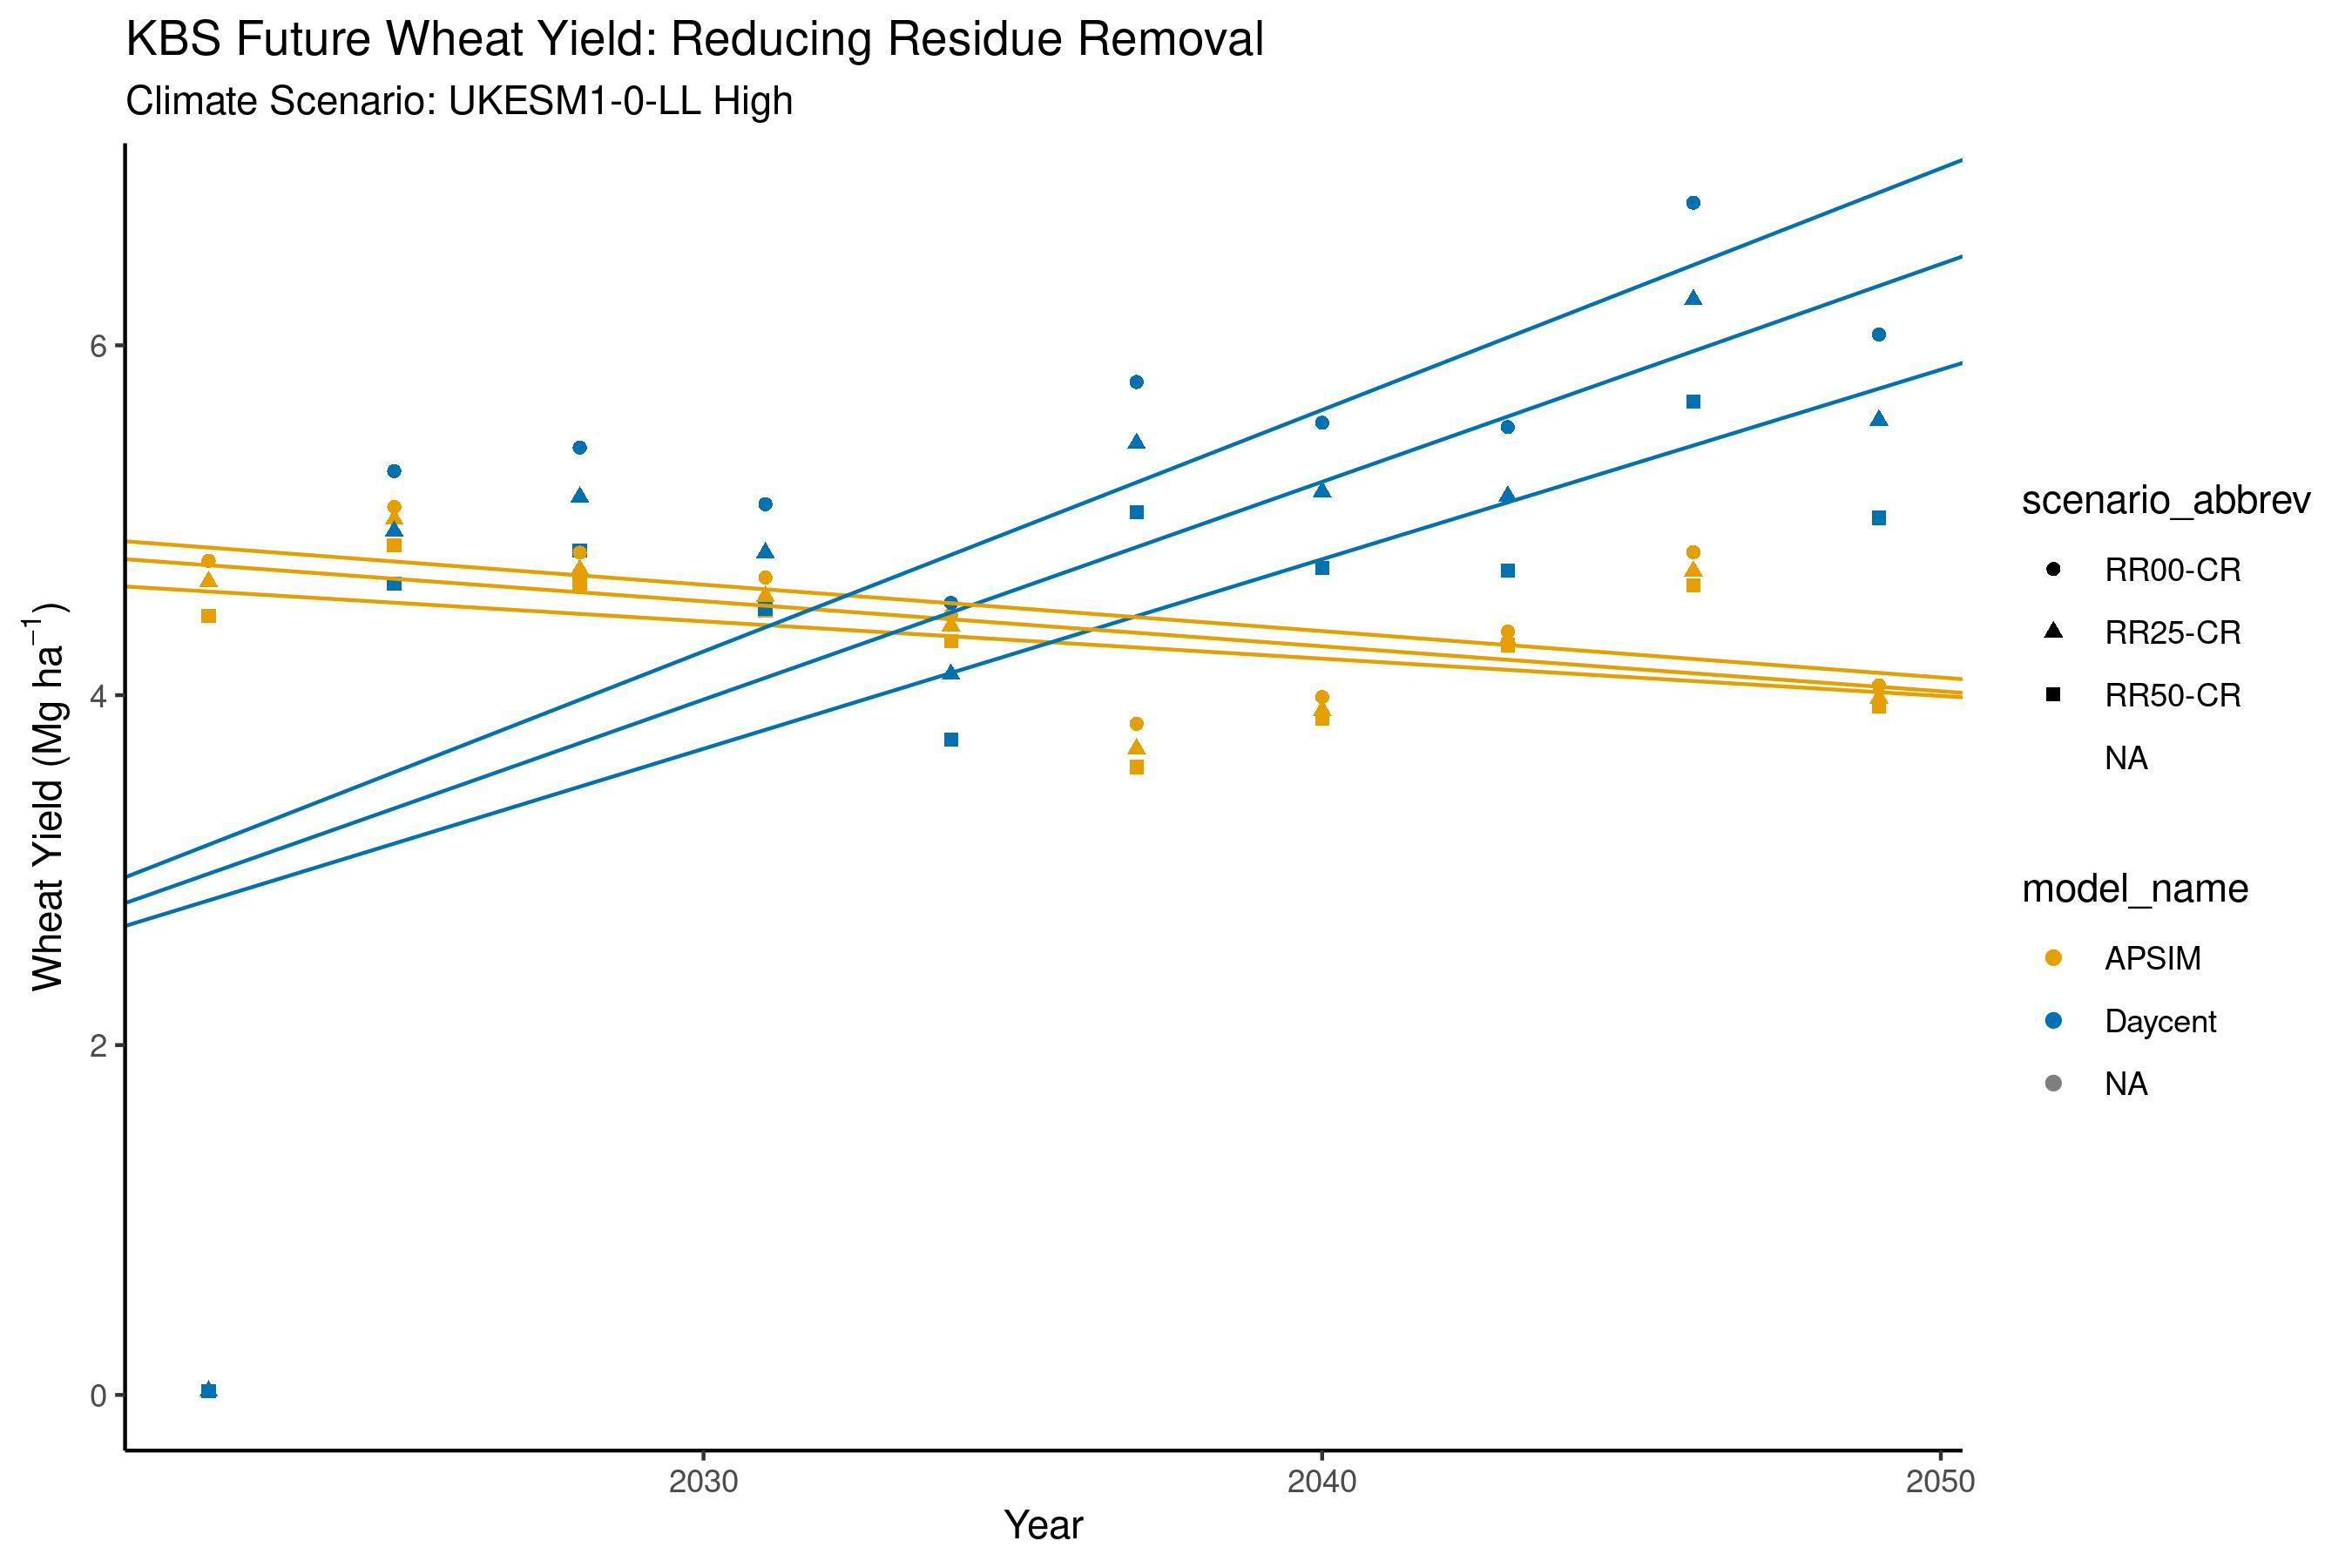 KBS Future Wheat Yield: Reducing Residue Removal
Climate Scenario: UKESM1-0-LL High
Wheat Yield (Mg ha⁻¹)
6
4
2
0
2030
2040
2050
Year
scenario_abbrev
RR00-CR
RR25-CR
RR50-CR
NA
model_name
APSIM
Daycent
NA